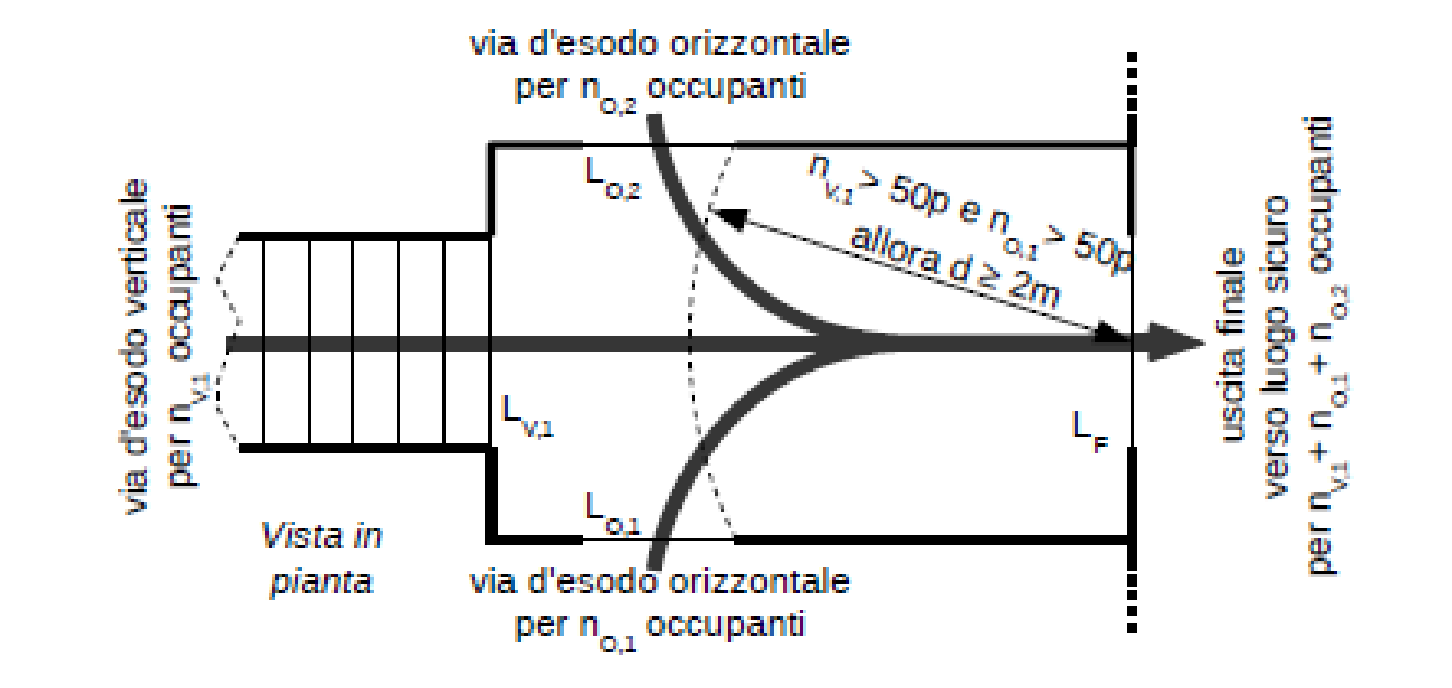 via d'esodo orizzontale
per n_O,2 occupanti
via d'esodo verticale
per n_V,1 occupanti
L_O,2
n_V,1 > 50p e n_O,1 > 50p
allora d ≥ 2m
L_V,1
L_F
L_O,1
uscita finale
verso luogo sicuro
per n_V,1 + n_O,1 + n_O,2 occupanti
Vista in
pianta
via d'esodo orizzontale
per n_O,1 occupanti